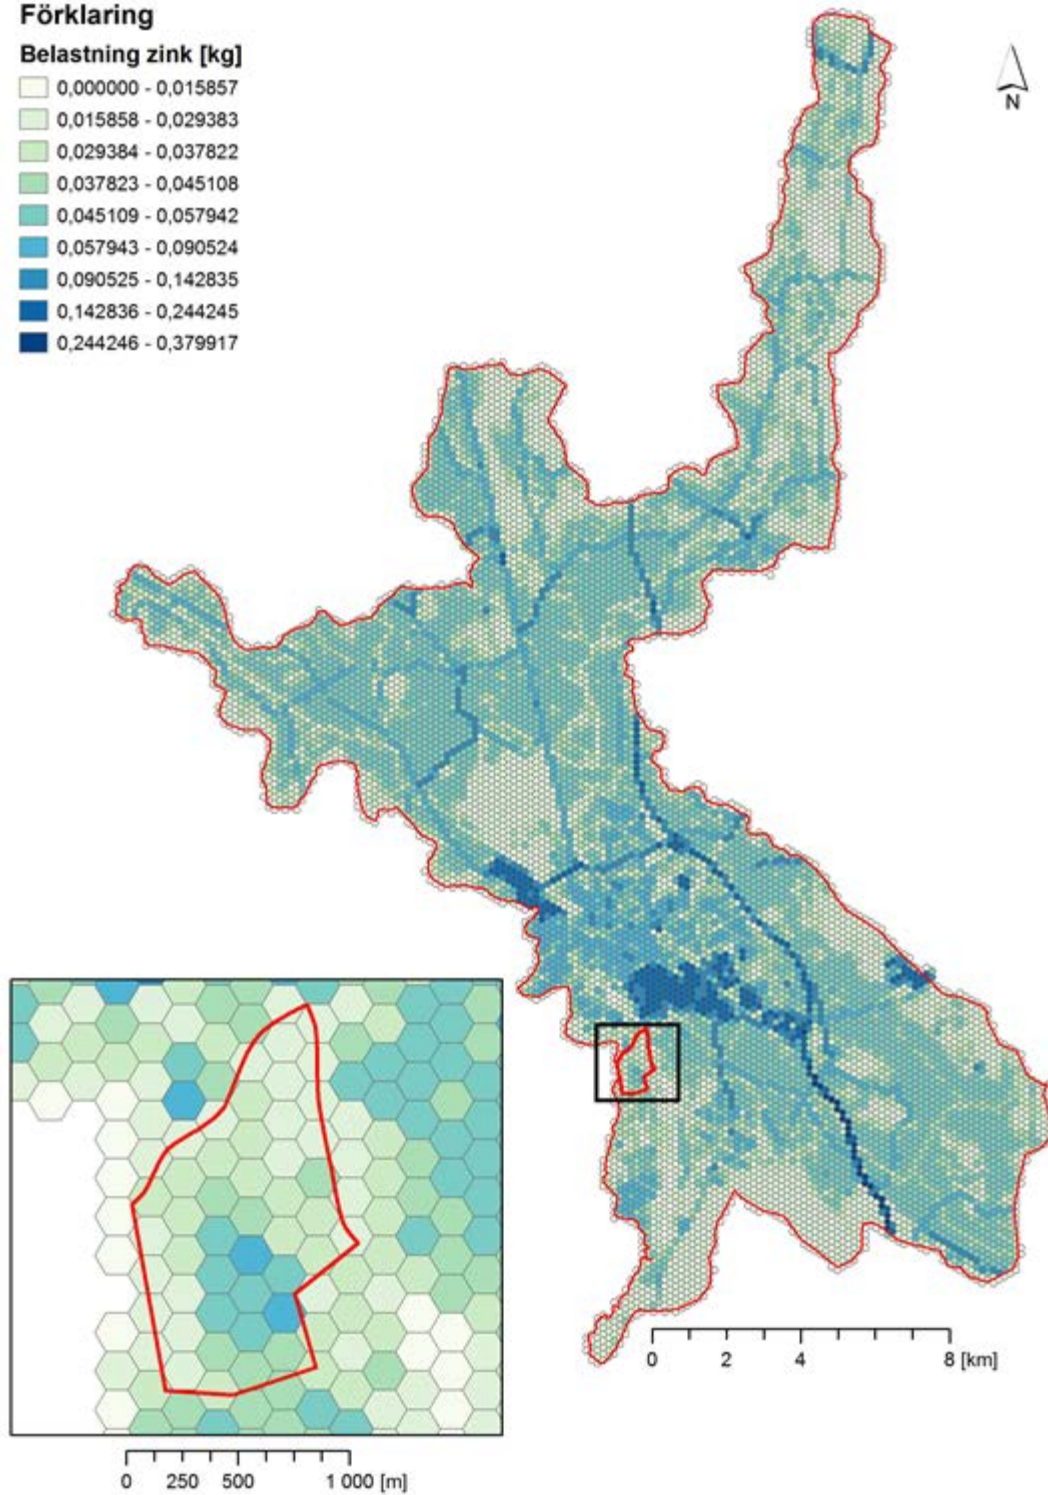 Förklaring
Belastning zink [kg]
0,000000 - 0,015857
0,015858 - 0,029383
0,029384 - 0,037822
0,037823 - 0,045108
0,045109 - 0,057942
0,057943 - 0,090524
0,090525 - 0,142835
0,142836 - 0,244245
0,244246 - 0,379917
N
0 2 4 8 [km]
0 250 500 1 000 [m]